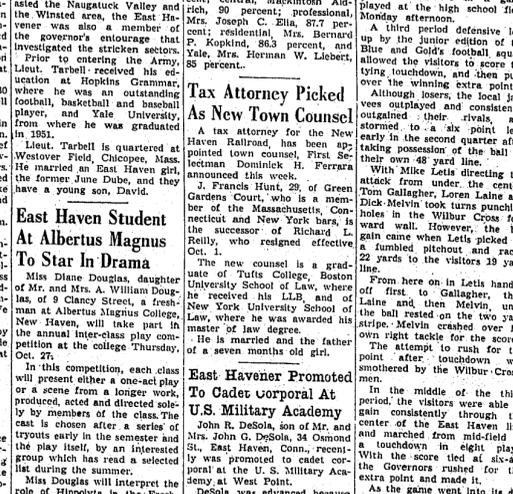 asted the Naugatuck Valley and
the Winsted area, the East Ha-
vener was also a member of
the governor's entourage that
investigated the stricken sectors.
Prior to entering the Army,
Lieut. Tarbell received his ed-
ucation at Hopkins Grammar,
where he was an outstanding
football, basketball and baseball
player, and Yale University,
from where he was graduated
in 1951.
Lieut. Tarbell is quartered at
Westover Field, Chicopee, Mass.
He married an East Haven girl,
the former June Dube, and they
have a young son, David.
East Haven Student
At Albertus Magnus
To Star In Drama
Miss Diane Douglas, daughter
of Mr. and Mrs. A. William Doug-
las, of 9 Clancy Street, a fresh-
man at Albertus Magnus College,
New Haven, will take part in
the annual inter-class play com-
petition at the college Thursday,
Oct. 27.
In this competition, each class
will present either a one-act play
or a scene from a longer work,
produced, acted and directed sole-
ly by members of the class. The
cast is chosen after a series of
tryouts early in the semester and
the play itself, by an interested
group which has read a selected
list during the summer.
Miss Douglas will interpret the
role of Hippolyta in the
rich, 90 percent; professional,
Mrs. Joseph C. Elia, 87.7 per-
cent; residential, Mrs. Bernard
P. Kopkind, 86.3 percent, and
Yale, Mrs. Herman W. Liebert,
85 percent.
Tax Attorney Picked
As New Town Counsel
A tax attorney for the New
Haven Railroad, has been ap-
pointed town counsel, First Se-
lectman Dominick H. Ferrara
announced this week.
J. Francis Hunt, 29, of Green
Gardens Court, who is a mem-
ber of the Massachusetts, Con-
necticut and New York bars, is
the successor of Richard L.
Reilly, who resigned effective
Oct. 1.
The new counsel is a grad-
uate of Tufts College, Boston
University School of Law, where
he received his LLB, and of
New York University School of
Law, where he was awarded his
master of law degree.
He is married and the father
of a seven months old girl.
East Havener Promoted
To Cadet Corporal At
U.S. Military Academy
John R. DeSola, son of Mr. and
Mrs. John G. DeSola, 34 Osmond
St., East Haven, Conn., recent-
ly was promoted to cadet cor-
poral at the U. S. Military Aca-
demy at West Point.
DeSola was advanced because
played at the high school
Monday afternoon.
A third period defensive
up by the junior edition of
Blue and Gold's football
allowed the visitors to score
tying touchdown, and then
over the winning extra point
Although losers, the local
vees outplayed and consisten
outgained their rivals,
stormed to a six point
early in the second quarter
taking possession of the ball
their own 48 yard line.
With Mike Letis directing
attack from under the cent
Tom Gallagher, Loren Laine
Dick Melvin took turns punchi
holes in the Wilbur Cross
ward wall. However, the
gain came when Letis picked
a fumbled pitchout and
22 yards to the visitors 19
line.
From here on in Letis
off first to Gallagher,
Laine and then Melvin,
the ball rested on the two
stripe. Melvin crashed over
own right tackle for the score
The attempt to rush for
point after touchdown
smothered by the Wilbur
men.
In the middle of the
period, the visitors were able
gain consistently through
center of the East Haven
and marched from mid-field
a touchdown in eight
With the score tied at
the Governors rushed for
extra point and made it.
As the game went into